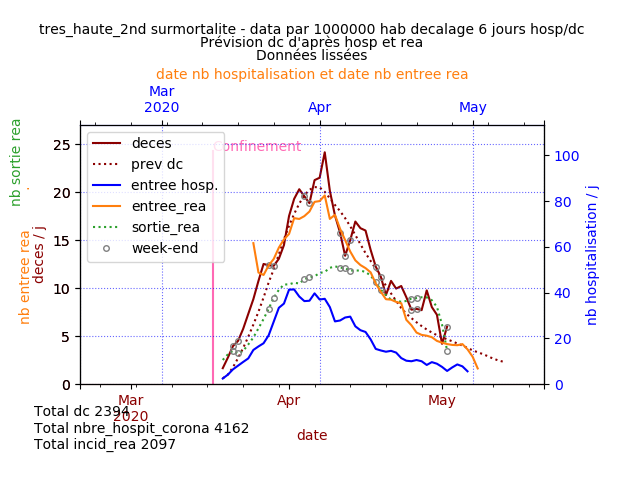 tres_haute_2nd surmortalite - data par 1000000 hab decalage 6 jours hosp/dc
Prévision dc d'après hosp et rea
Données lissées
date nb hospitalisation et date nb entree rea
Mar
2020
Apr
May
nb sortie rea
.
nb entree rea
deces / j
25
20
15
10
5
0
deces
prev dc
entree hosp.
entree_rea
sortie_rea
week-end
Confinement
100
80
60
40
20
0
nb hospitalisation / j
Mar
2020
Apr
May
date
Total dc 2394
Total nbre_hospit_corona 4162
Total incid_rea 2097